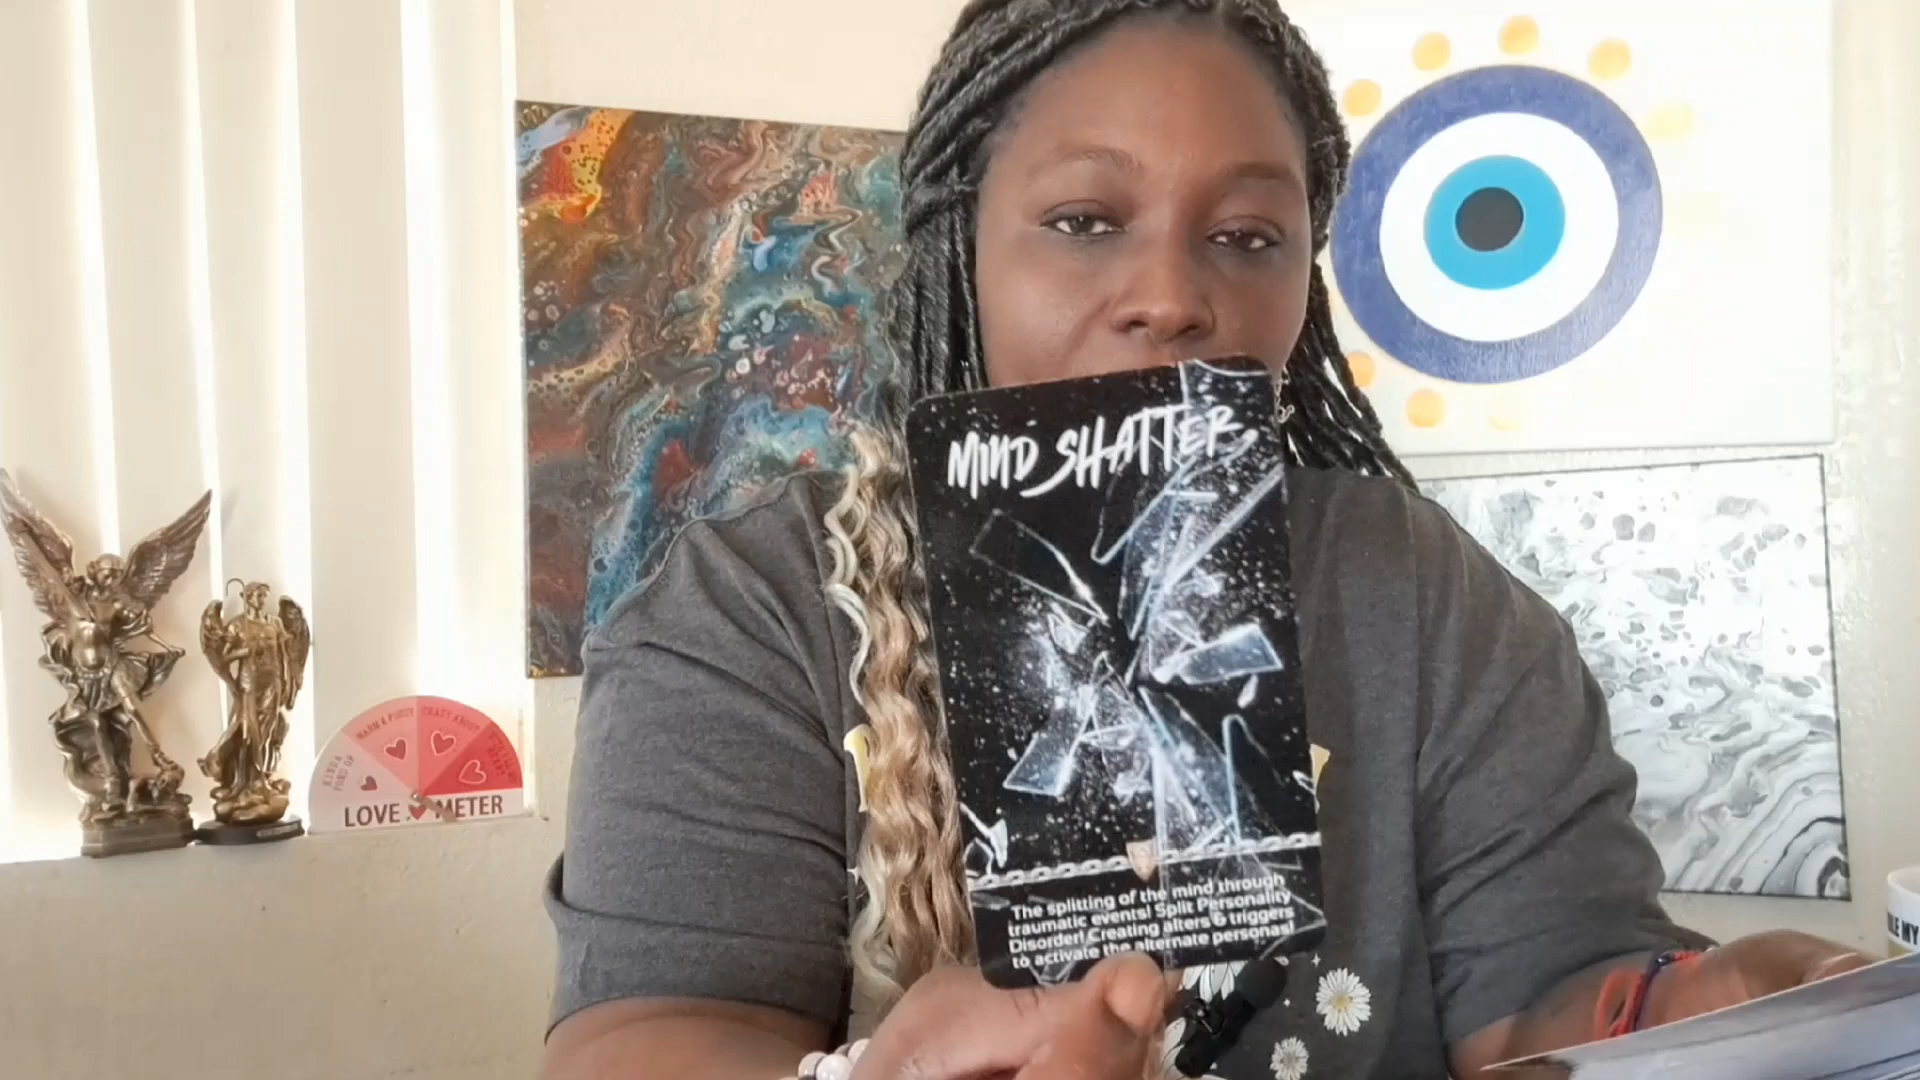 MIND SHATTER
The splitting of the mind through
traumatic events! Split Personality
Disorder! Creating alters & triggers
to activate the alternate personas!
KINDA
FOND OF
WARM & FUZZY
CRAZY ABOUT
LOVE METER
MY